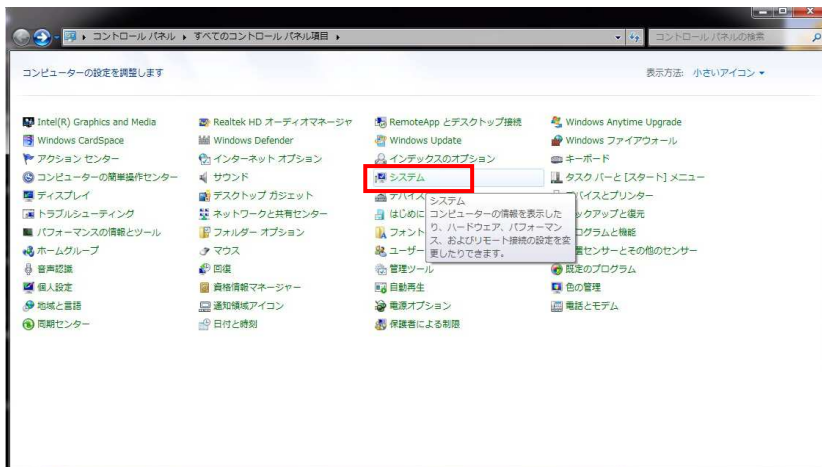 コントロール パネル ▸ すべてのコントロール パネル項目 ▸
コントロール パネルの検索
コンピューターの設定を調整します
表示方法: 小さいアイコン
Intel(R) Graphics and Media
Realtek HD オーディオマネージャ
RemoteApp とデスクトップ接続
Windows Anytime Upgrade
Windows CardSpace
Windows Defender
Windows Update
Windows ファイアウォール
アクション センター
インターネット オプション
インデックスのオプション
キーボード
コンピューターの簡単操作センター
サウンド
システム
タスク バーと [スタート] メニュー
ディスプレイ
デスクトップ ガジェット
デバイス
バイスとプリンター
トラブルシューティング
ネットワークと共有センター
はじめに
ックアップと復元
パフォーマンスの情報とツール
フォルダー オプション
フォント
ログラムと機能
ホームグループ
マウス
ユーザー
置センサーとその他のセンサー
音声認識
回復
管理ツール
既定のプログラム
個人設定
資格情報マネージャー
自動再生
色の管理
地域と言語
通知領域アイコン
電源オプション
電話とモデム
同期センター
日付と時刻
保護者による制限
システム
コンピューターの情報を表示した
り、ハードウェア、パフォーマン
ス、およびリモート接続の設定を変
更したりできます。